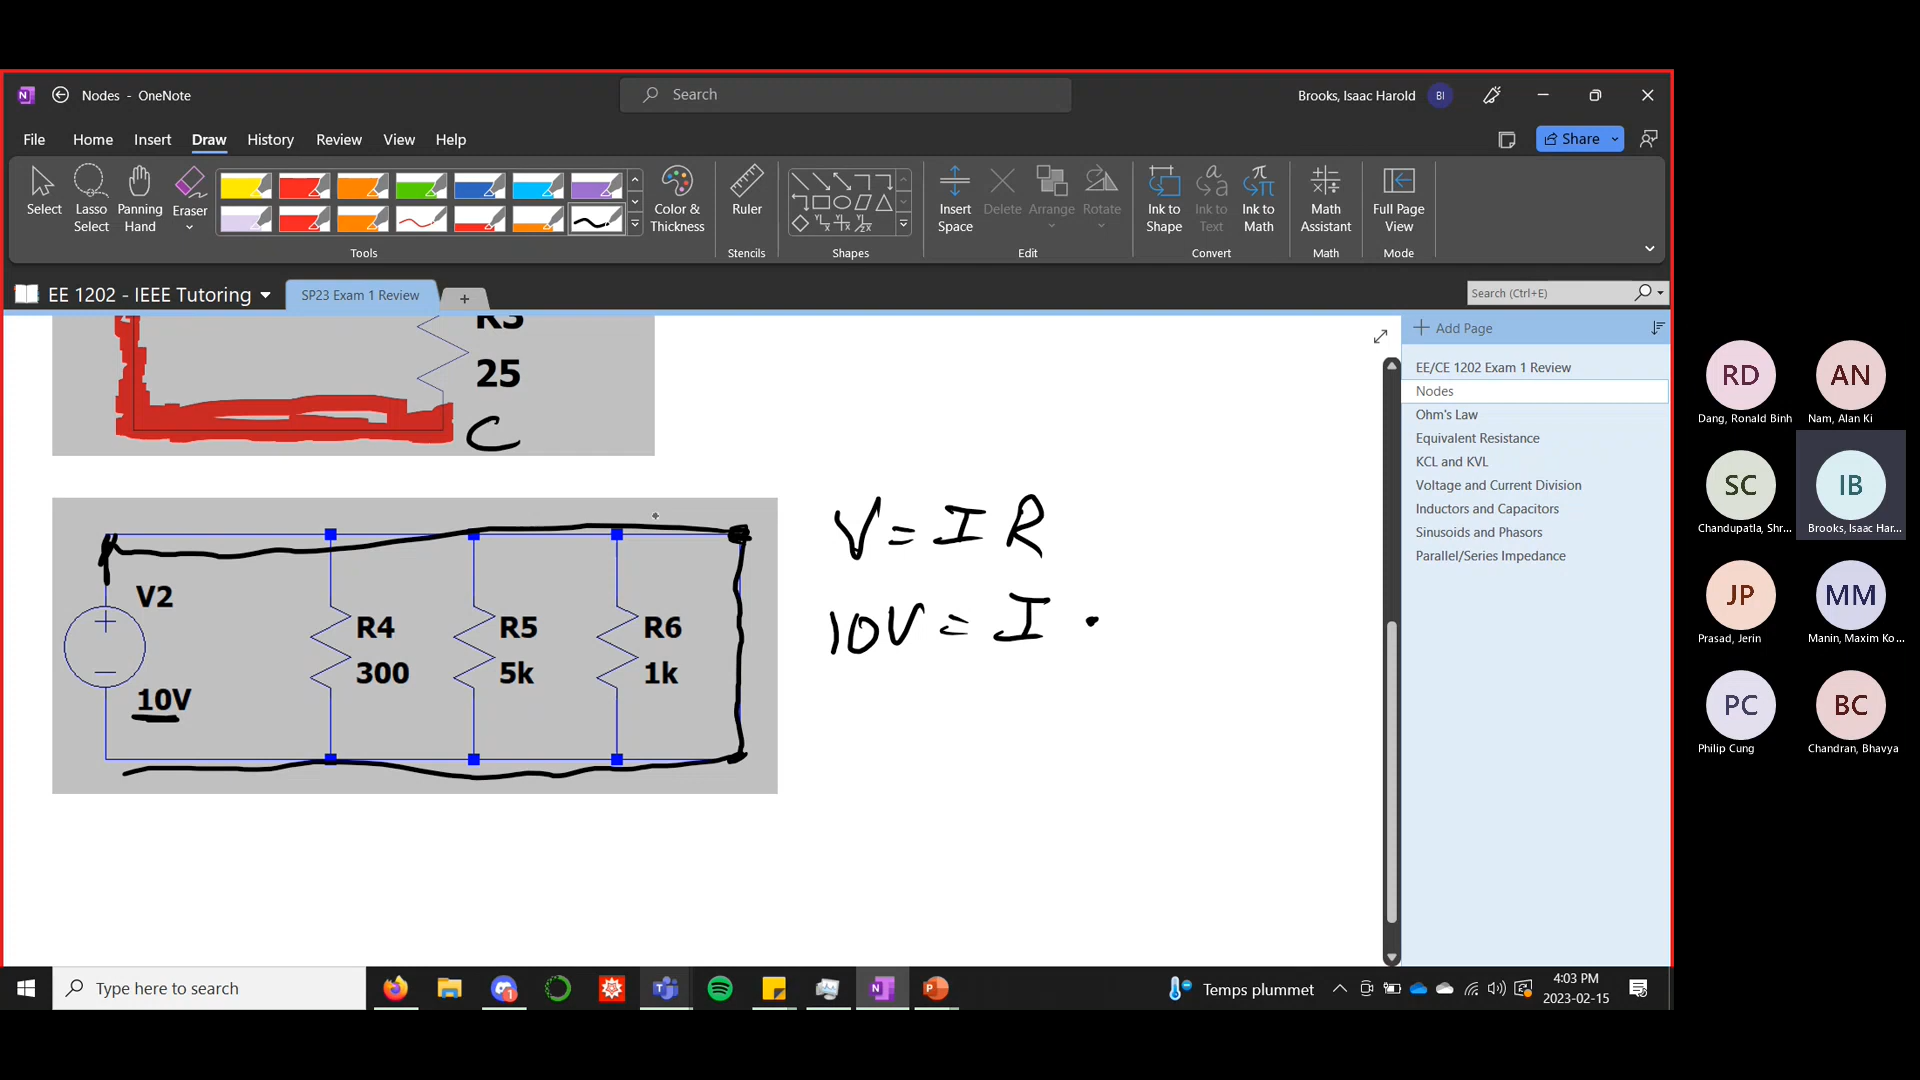 Nodes - OneNote
Search
Brooks, Isaac Harold
BI
File
Home
Insert
Draw
History
Review
View
Help
Share
Select
Lasso Select
Panning Hand
Eraser
Color & Thickness
Ruler
Insert Space
Delete
Arrange
Rotate
Ink to Shape
Ink to Text
Ink to Math
Math Assistant
Full Page View
Tools
Stencils
Shapes
Edit
Convert
Math
Mode
EE 1202 - IEEE Tutoring
SP23 Exam 1 Review
Search (Ctrl+E)
Add Page
EE/CE 1202 Exam 1 Review
Nodes
Ohm's Law
Equivalent Resistance
KCL and KVL
Voltage and Current Division
Inductors and Capacitors
Sinusoids and Phasors
Parallel/Series Impedance
R3
25
C
V2
10V
R4
300
R5
5k
R6
1k
V = I R
10V = I ·
RD
Dang, Ronald Binh
AN
Nam, Alan Ki
SC
Chandupatla, Shr...
IB
Brooks, Isaac Har...
JP
Prasad, Jerin
MM
Manin, Maxim Ko...
PC
Philip Cung
BC
Chandran, Bhavya
Type here to search
Temps plummet
4:03 PM
2023-02-15